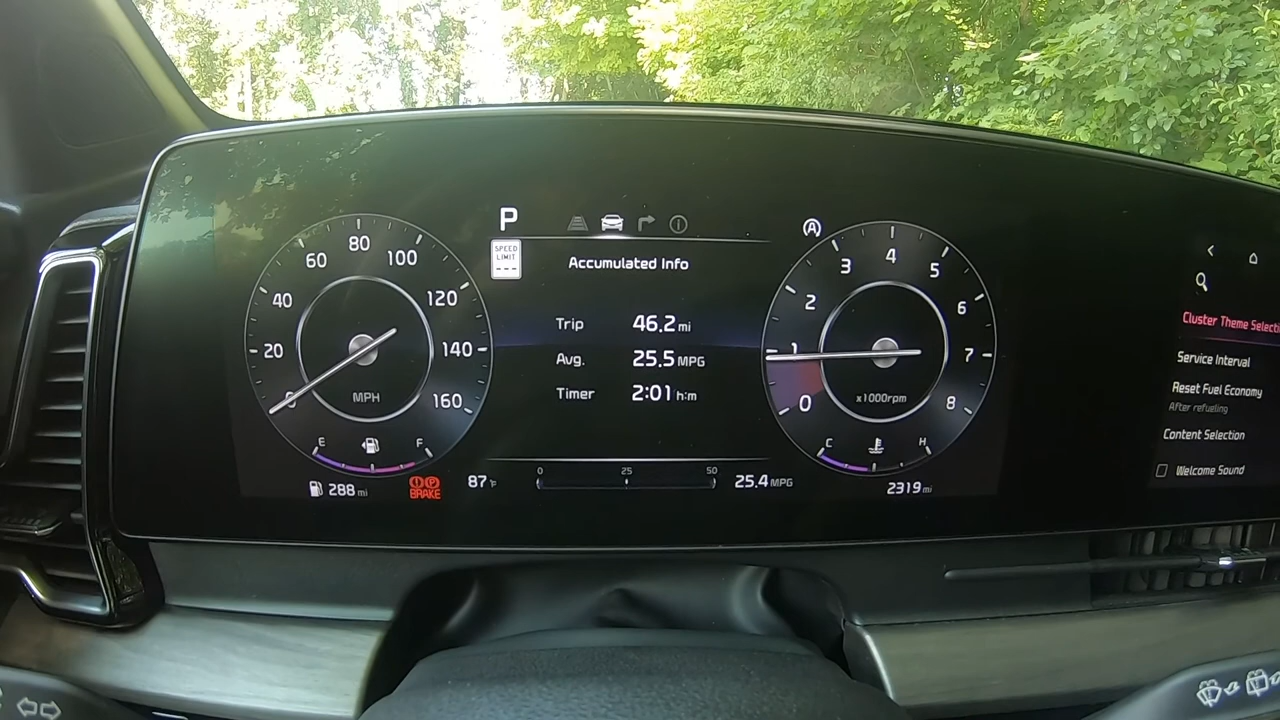 P
SPEED
LIMIT
---
Accumulated Info
Trip 46.2 mi
Avg. 25.5 MPG
Timer 2:01 h:m
0 20 40 60 80 100 120 140 160
MPH
E F
288 mi
BRAKE
87 °F
0 25 50
25.4 MPG
A
0 1 2 3 4 5 6 7 8
x1000rpm
C H
2319 mi
Cluster Theme Selecti
Service Interval
Reset Fuel Economy
After refueling
Content Selection
Welcome Sound